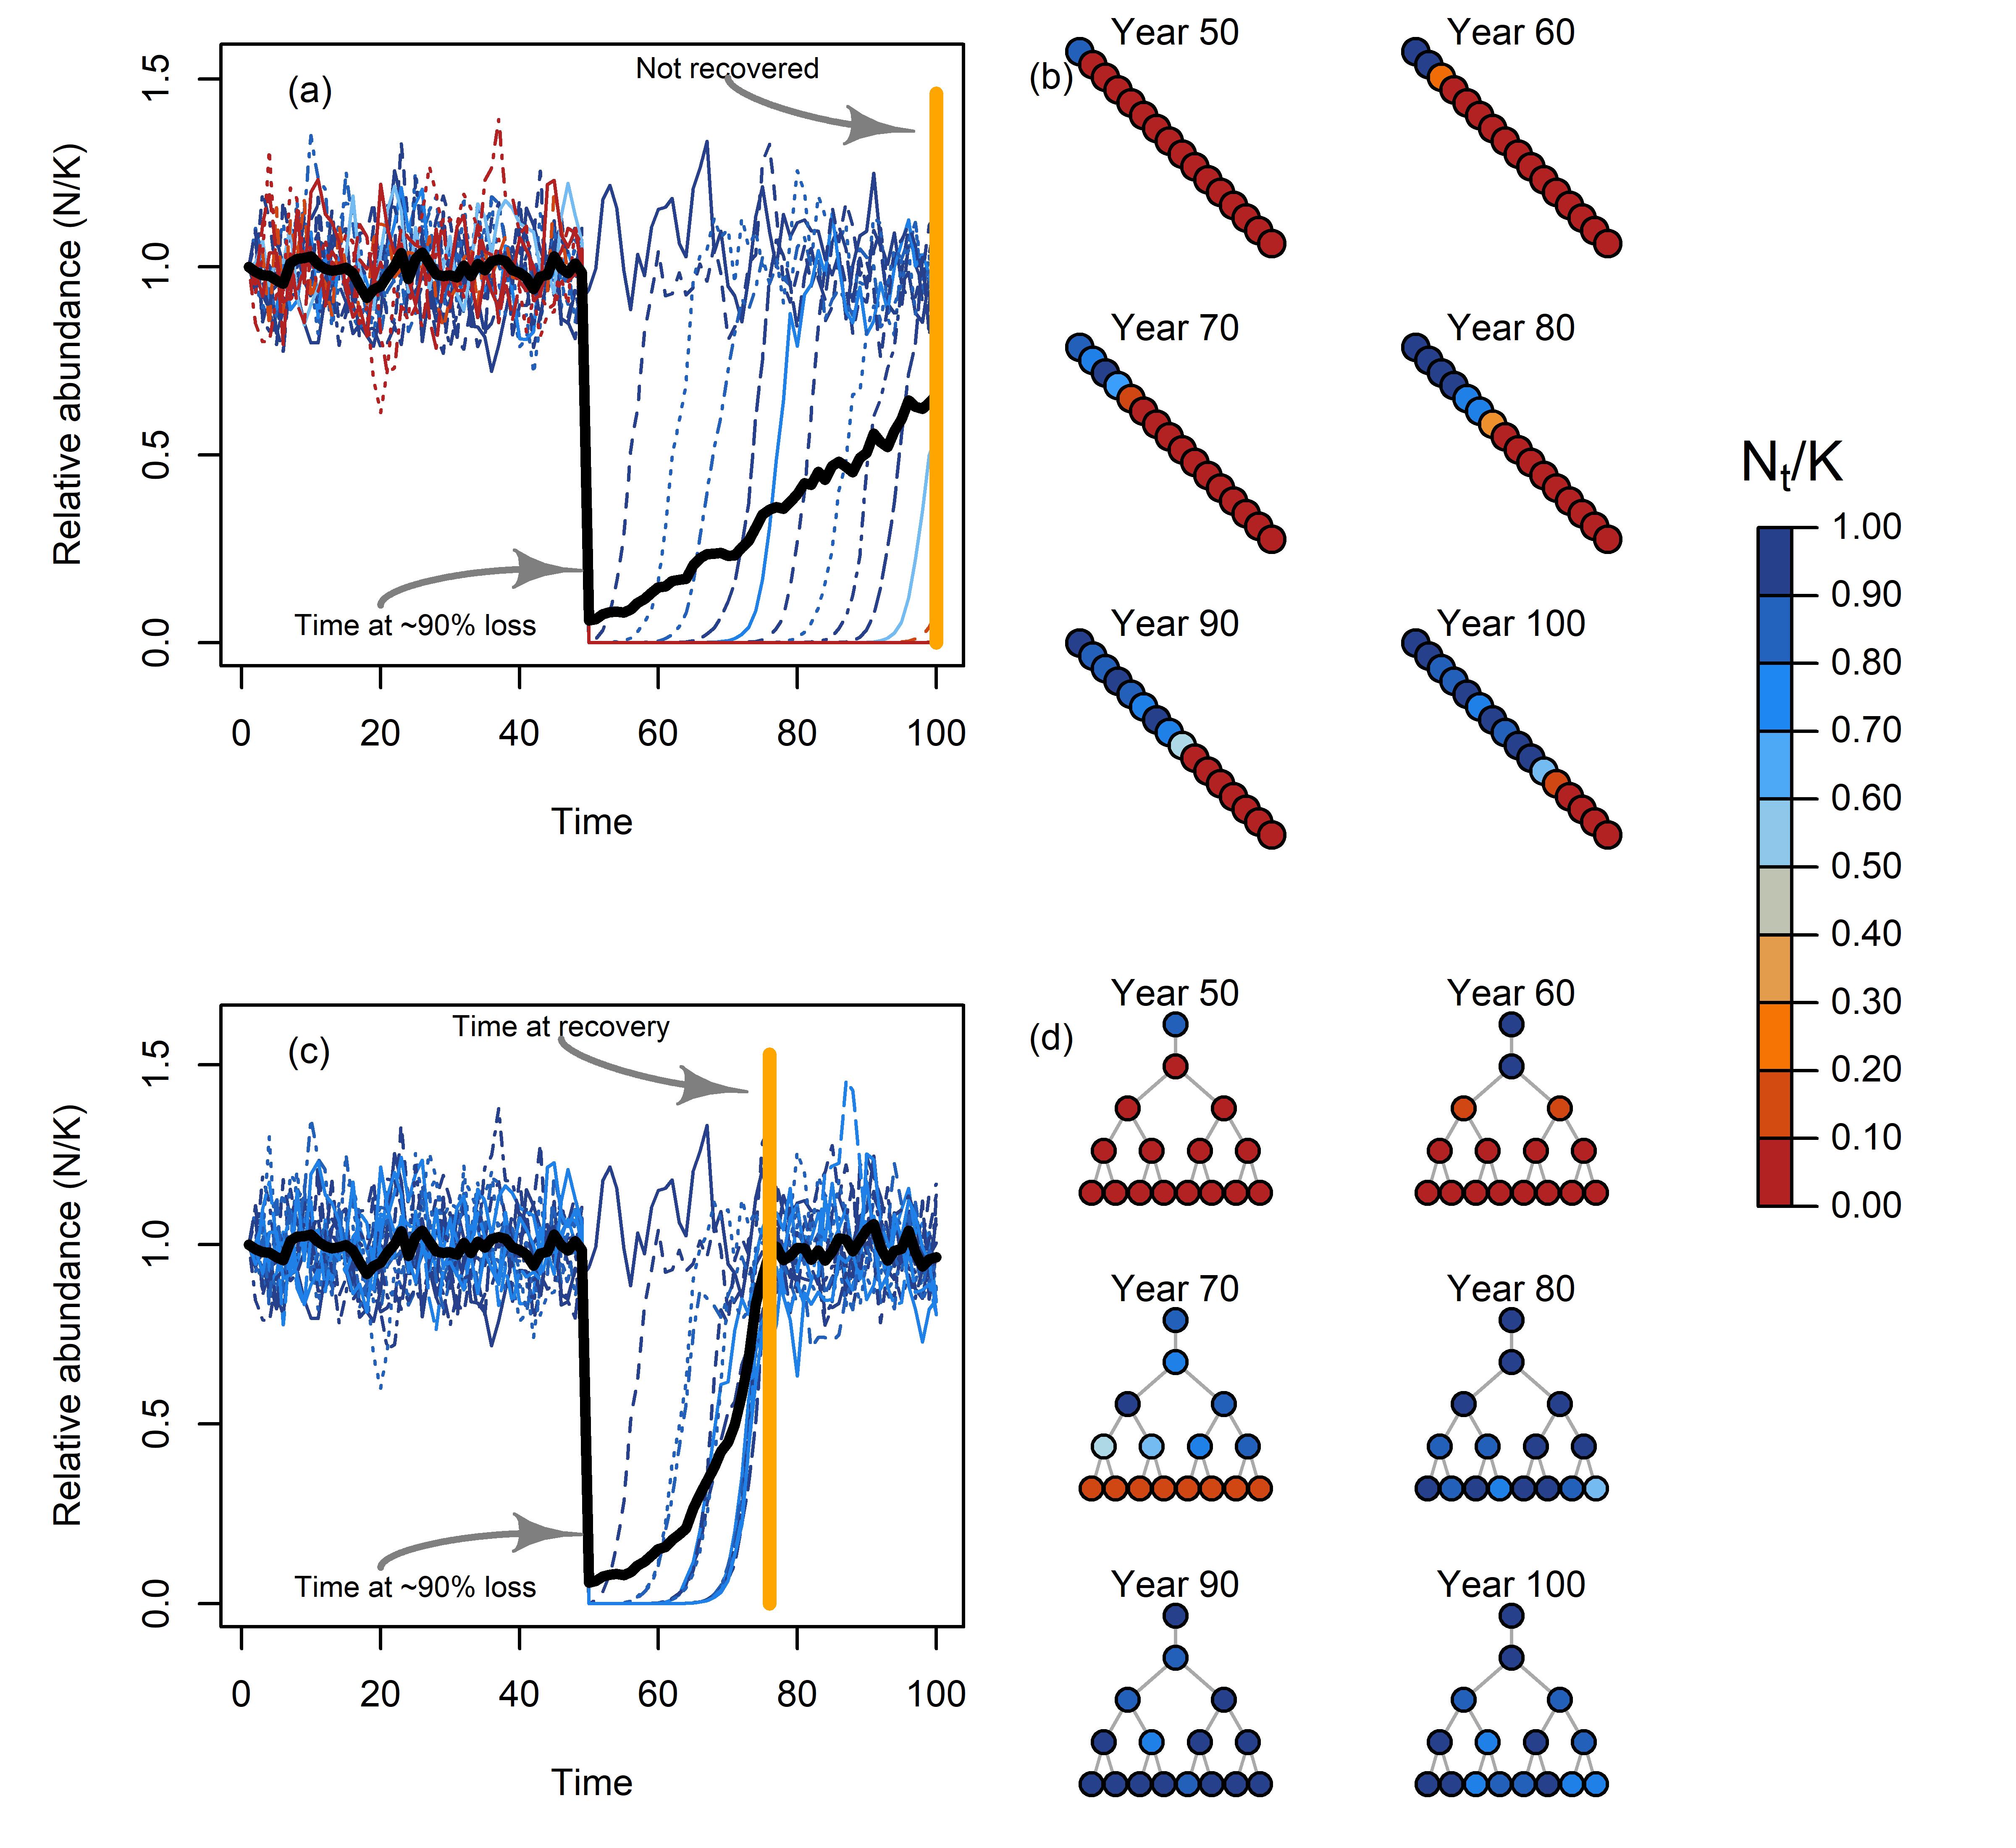 (a)
Not recovered
Time at ~90% loss
Relative abundance (N/K)
0.0
0.5
1.0
1.5
0
20
40
60
80
100
Time
(b)
Year 50
Year 60
Year 70
Year 80
Year 90
Year 100
(c)
Time at recovery
Time at ~90% loss
Relative abundance (N/K)
0.0
0.5
1.0
1.5
0
20
40
60
80
100
Time
(d)
Year 50
Year 60
Year 70
Year 80
Year 90
Year 100
Nt/K
1.00
0.90
0.80
0.70
0.60
0.50
0.40
0.30
0.20
0.10
0.00